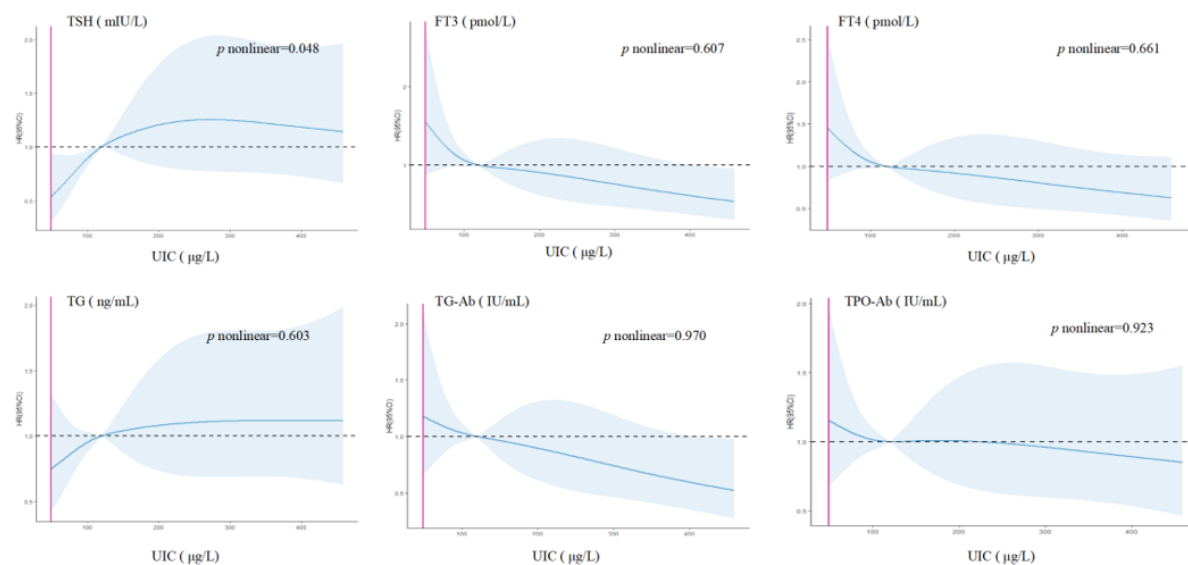 TSH ( mIU/L)
p nonlinear=0.048
2.0
1.5
1.0
0.5
HR(95%CI)
100 200 300 400
UIC ( μg/L)
FT3 ( pmol/L)
p nonlinear=0.607
2
1
HR(95%CI)
100 200 300 400
UIC ( μg/L)
FT4 ( pmol/L)
p nonlinear=0.661
2.5
2.0
1.5
1.0
0.5
HR(95%CI)
100 200 300 400
UIC ( μg/L)
TG ( ng/mL)
p nonlinear=0.603
2.0
1.5
1.0
0.5
HR(95%CI)
100 200 300 400
UIC ( μg/L)
TG-Ab ( IU/mL)
p nonlinear=0.970
2.0
1.5
1.0
0.5
HR(95%CI)
100 200 300 400
UIC ( μg/L)
TPO-Ab ( IU/mL)
p nonlinear=0.923
2.0
1.5
1.0
0.5
HR(95%CI)
100 200 300 400
UIC ( μg/L)